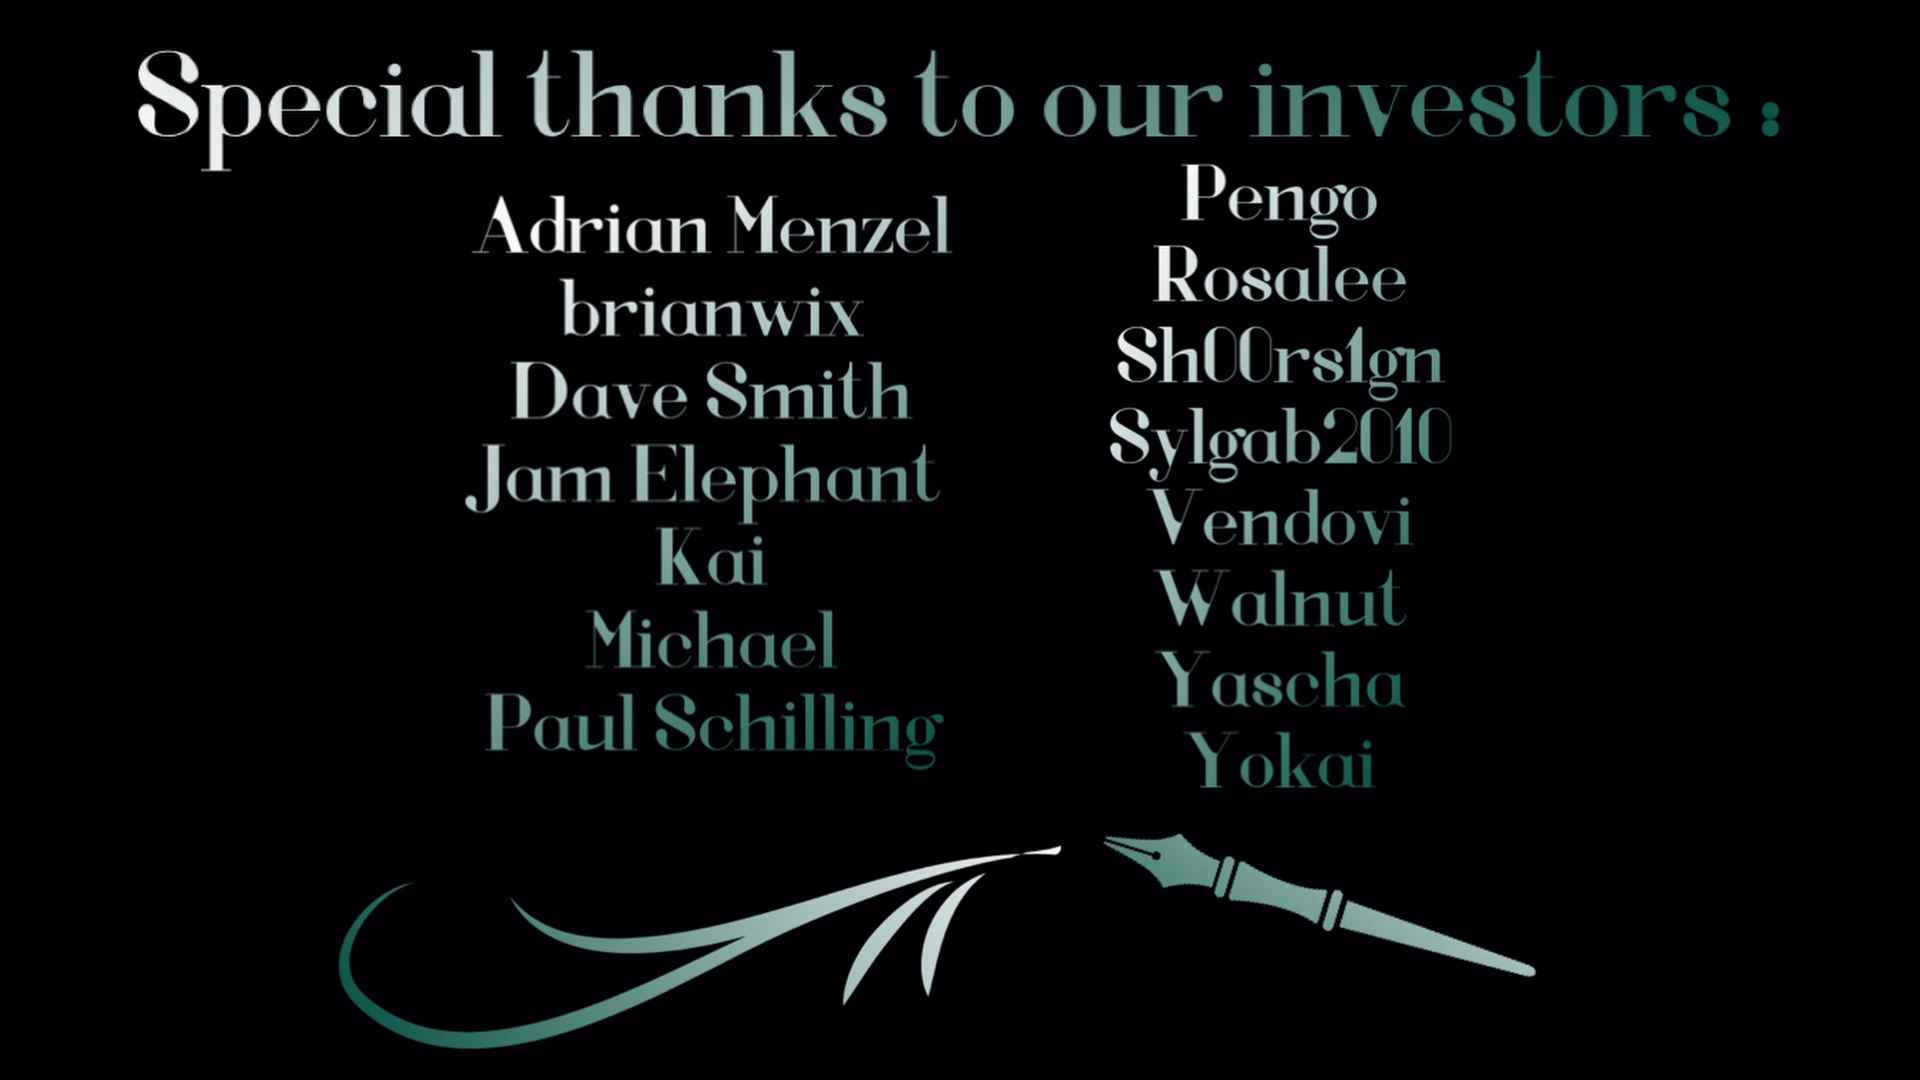 Special thanks to our investors :
Adrian Menzel
brianwix
Dave Smith
Jam Elephant
Kai
Michael
Paul Schilling
Pengo
Rosalee
Sh00rs1gn
Sylgab2010
Vendovi
Walnut
Yascha
Yokai